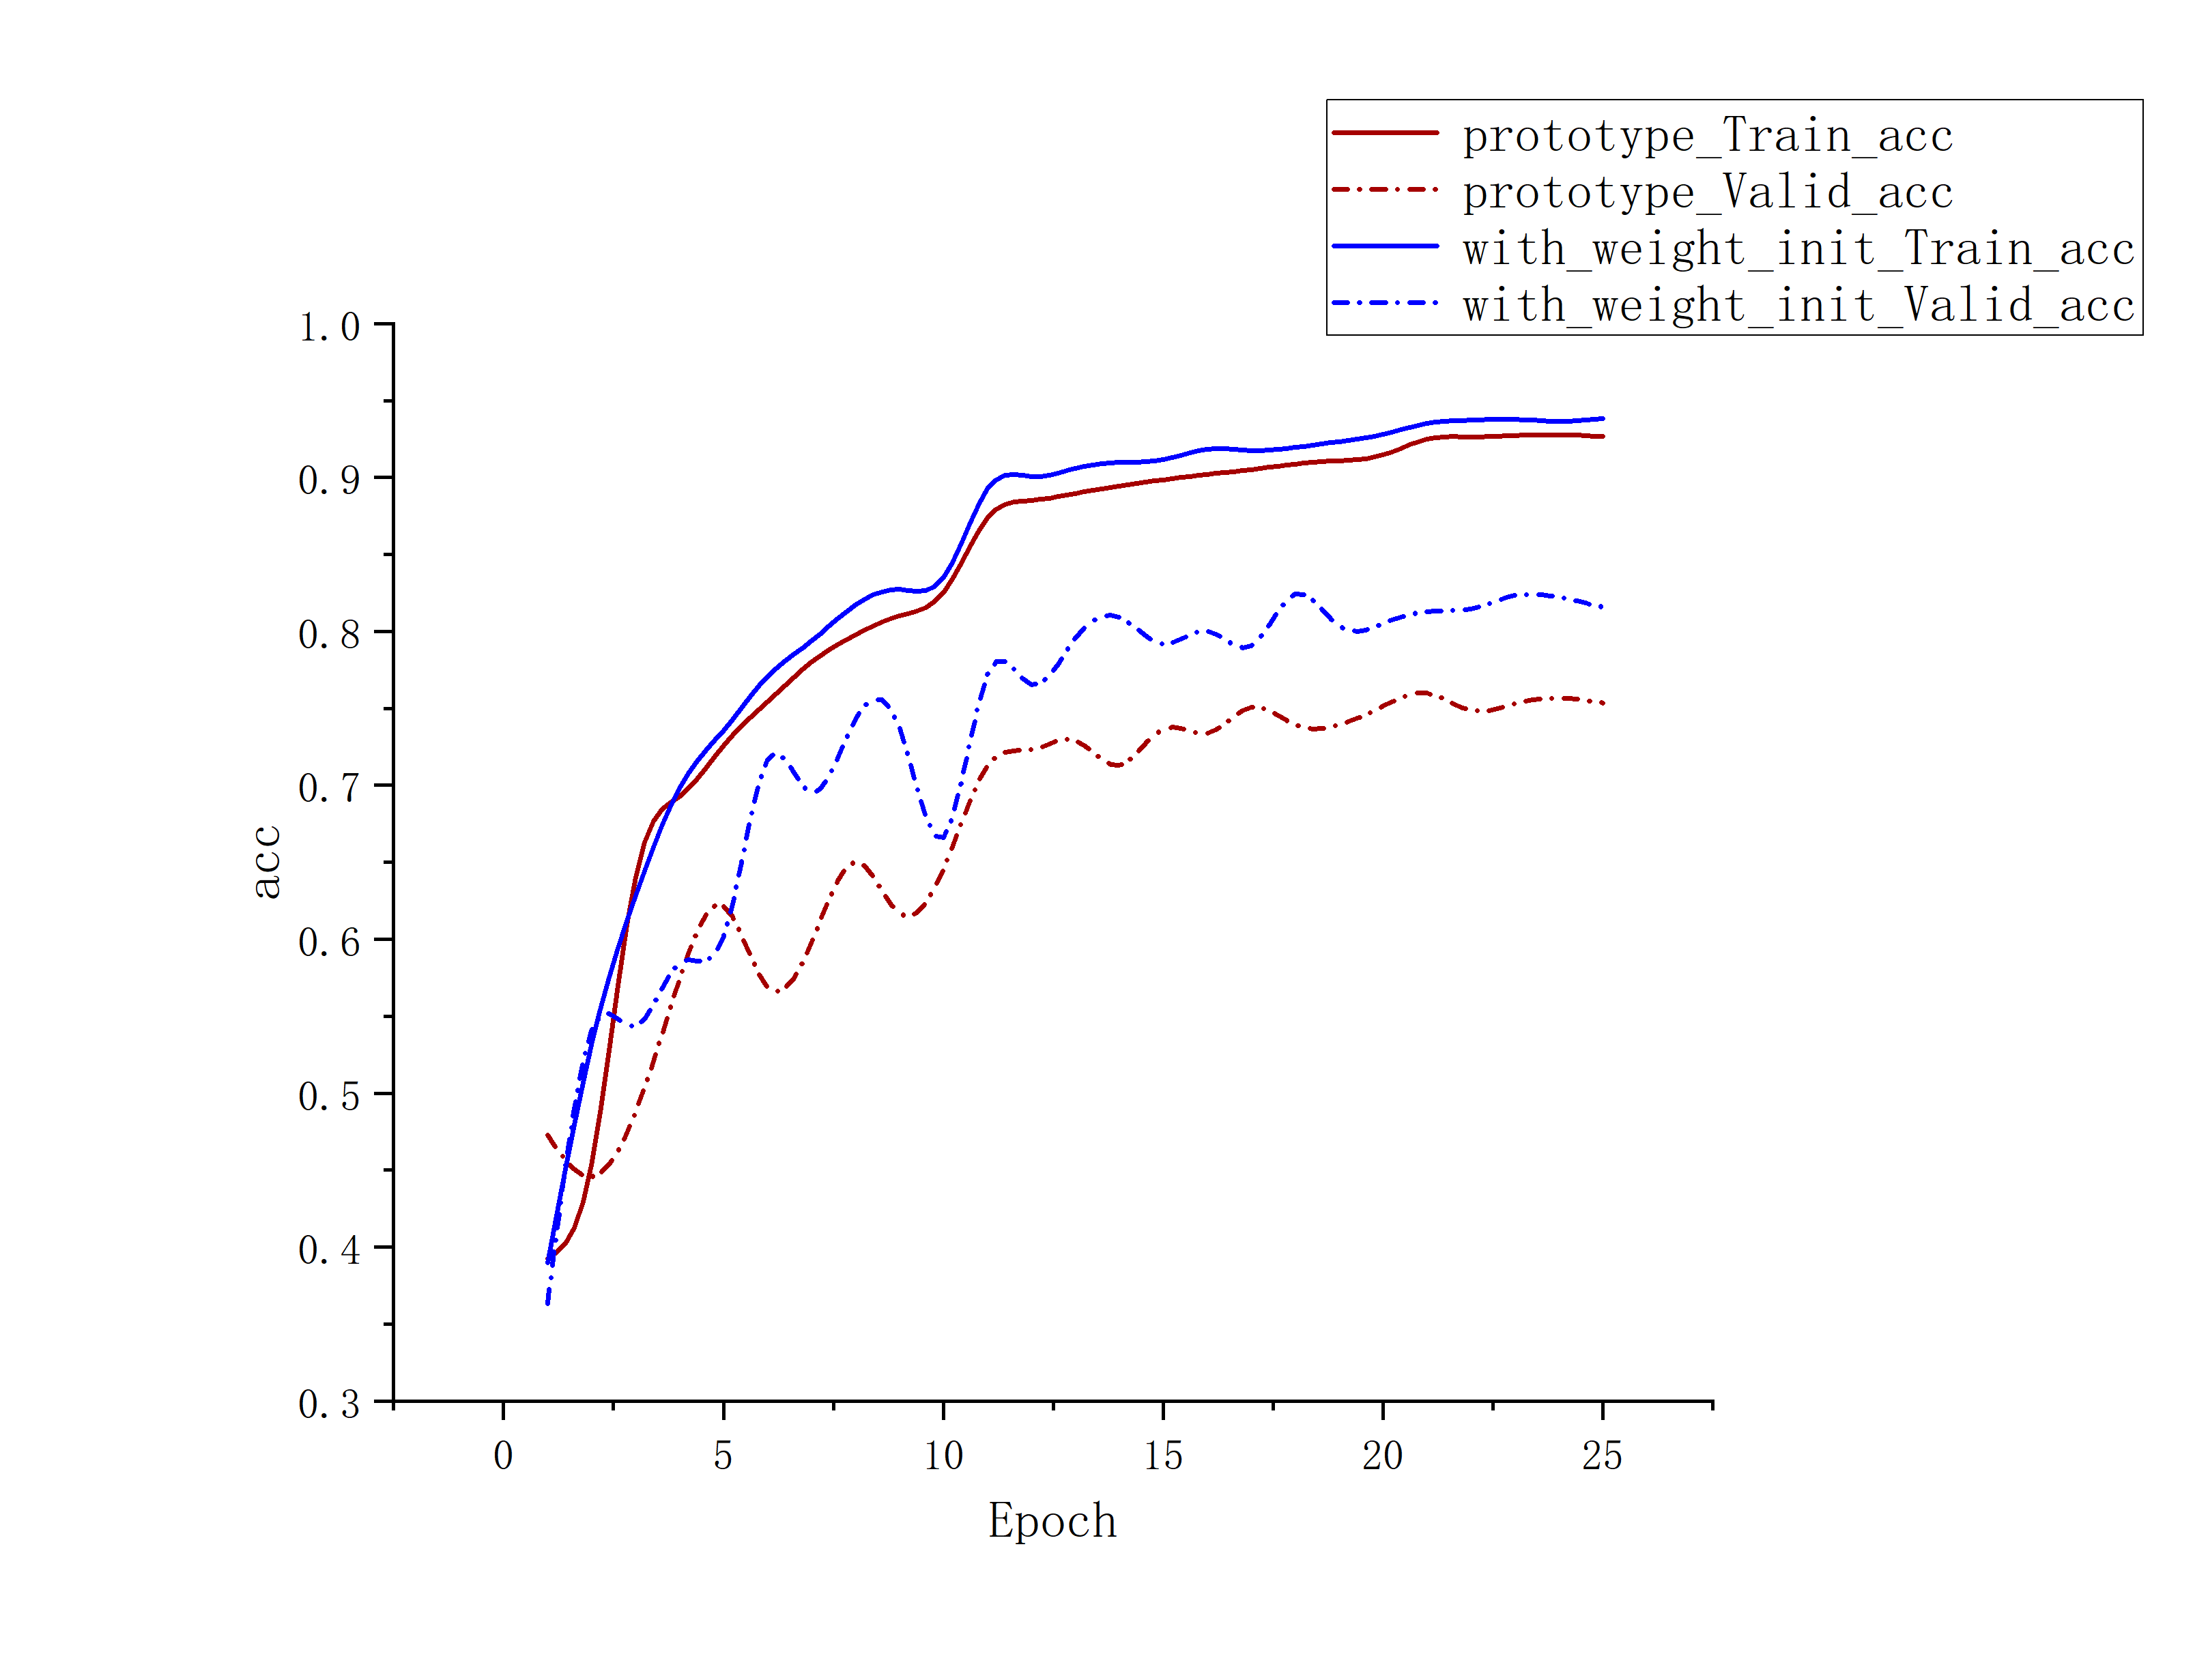 prototype_Train_acc
prototype_Valid_acc
with_weight_init_Train_acc
with_weight_init_Valid_acc
1.0
0.9
0.8
0.7
0.6
0.5
0.4
0.3
acc
0 5 10 15 20 25
Epoch